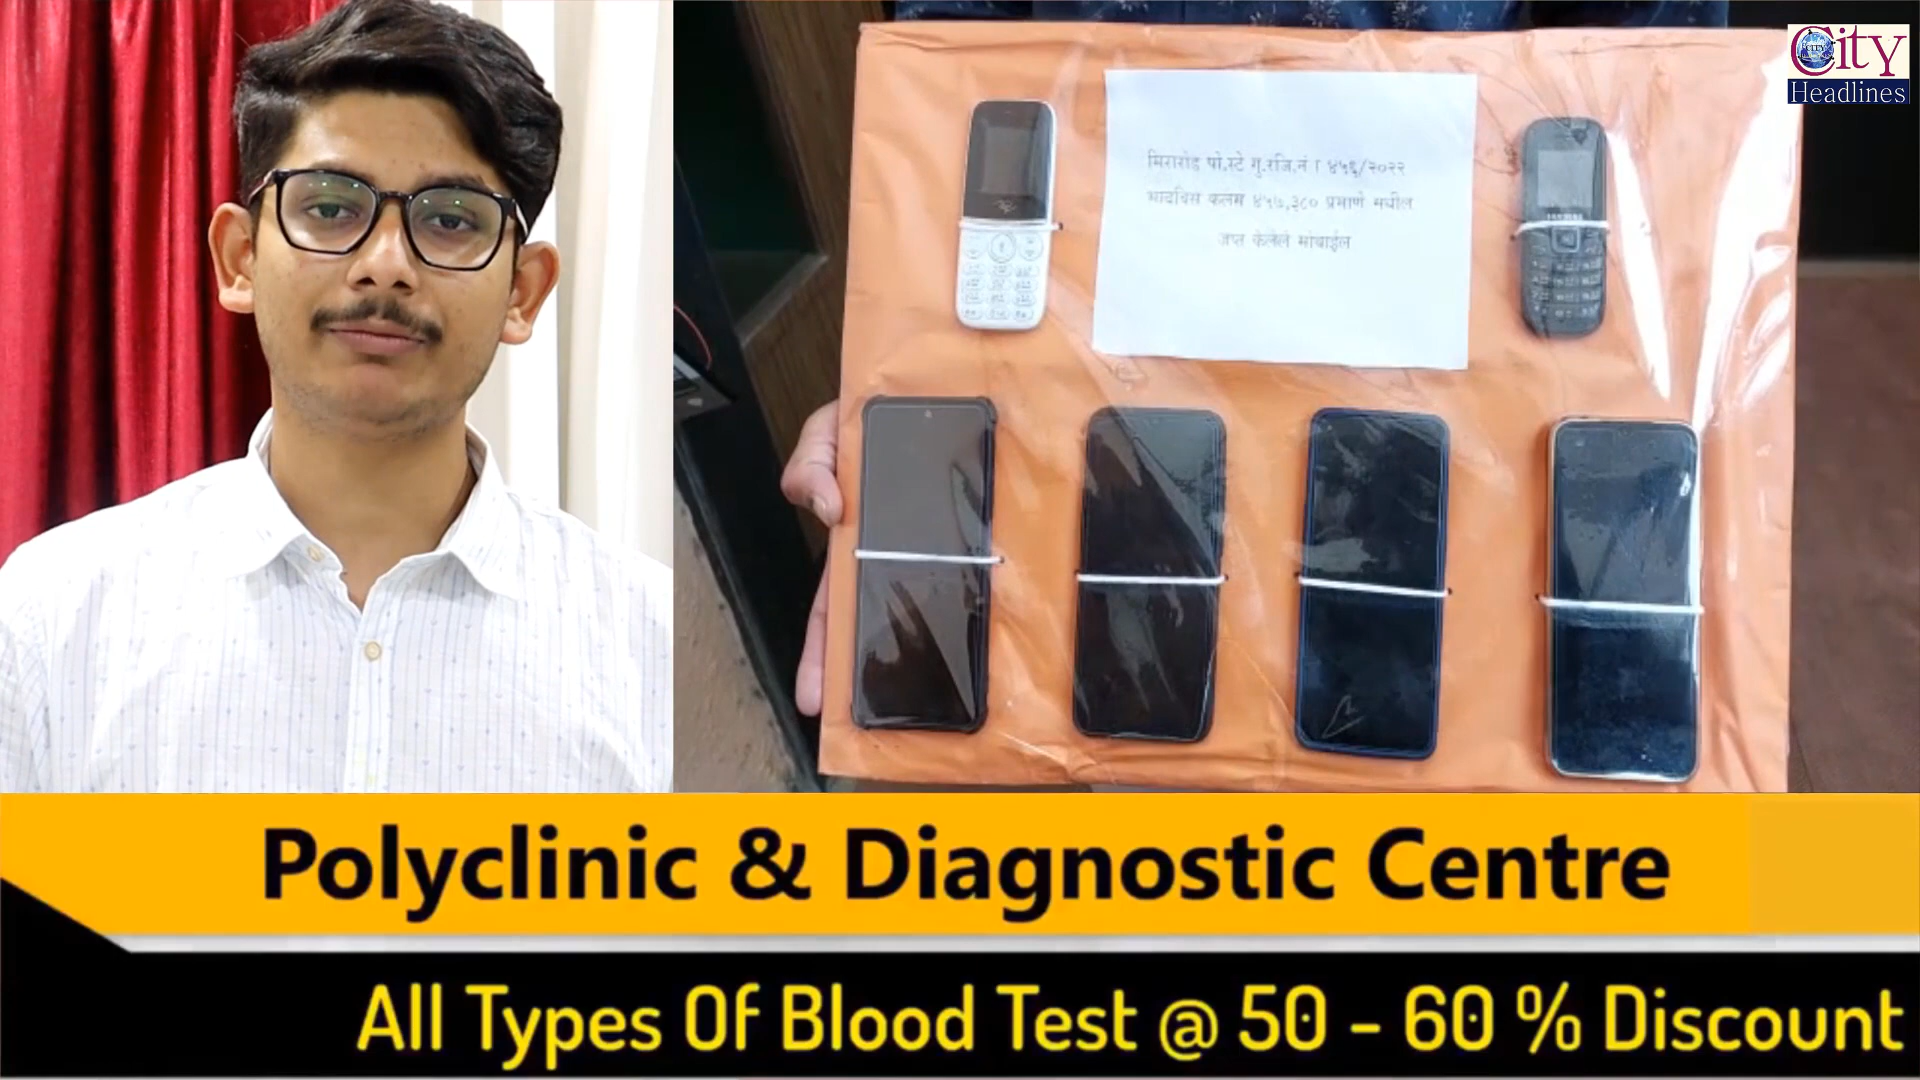 City
Headlines
मिरारोड पो.स्टे गु.रजि.नं I ४५६/२०२२
भादविस कलम ४५७,३८० प्रमाणे मधील
जप्त केलेले मोबाईल
Polyclinic & Diagnostic Centre
All Types Of Blood Test @ 50 - 60 % Discount